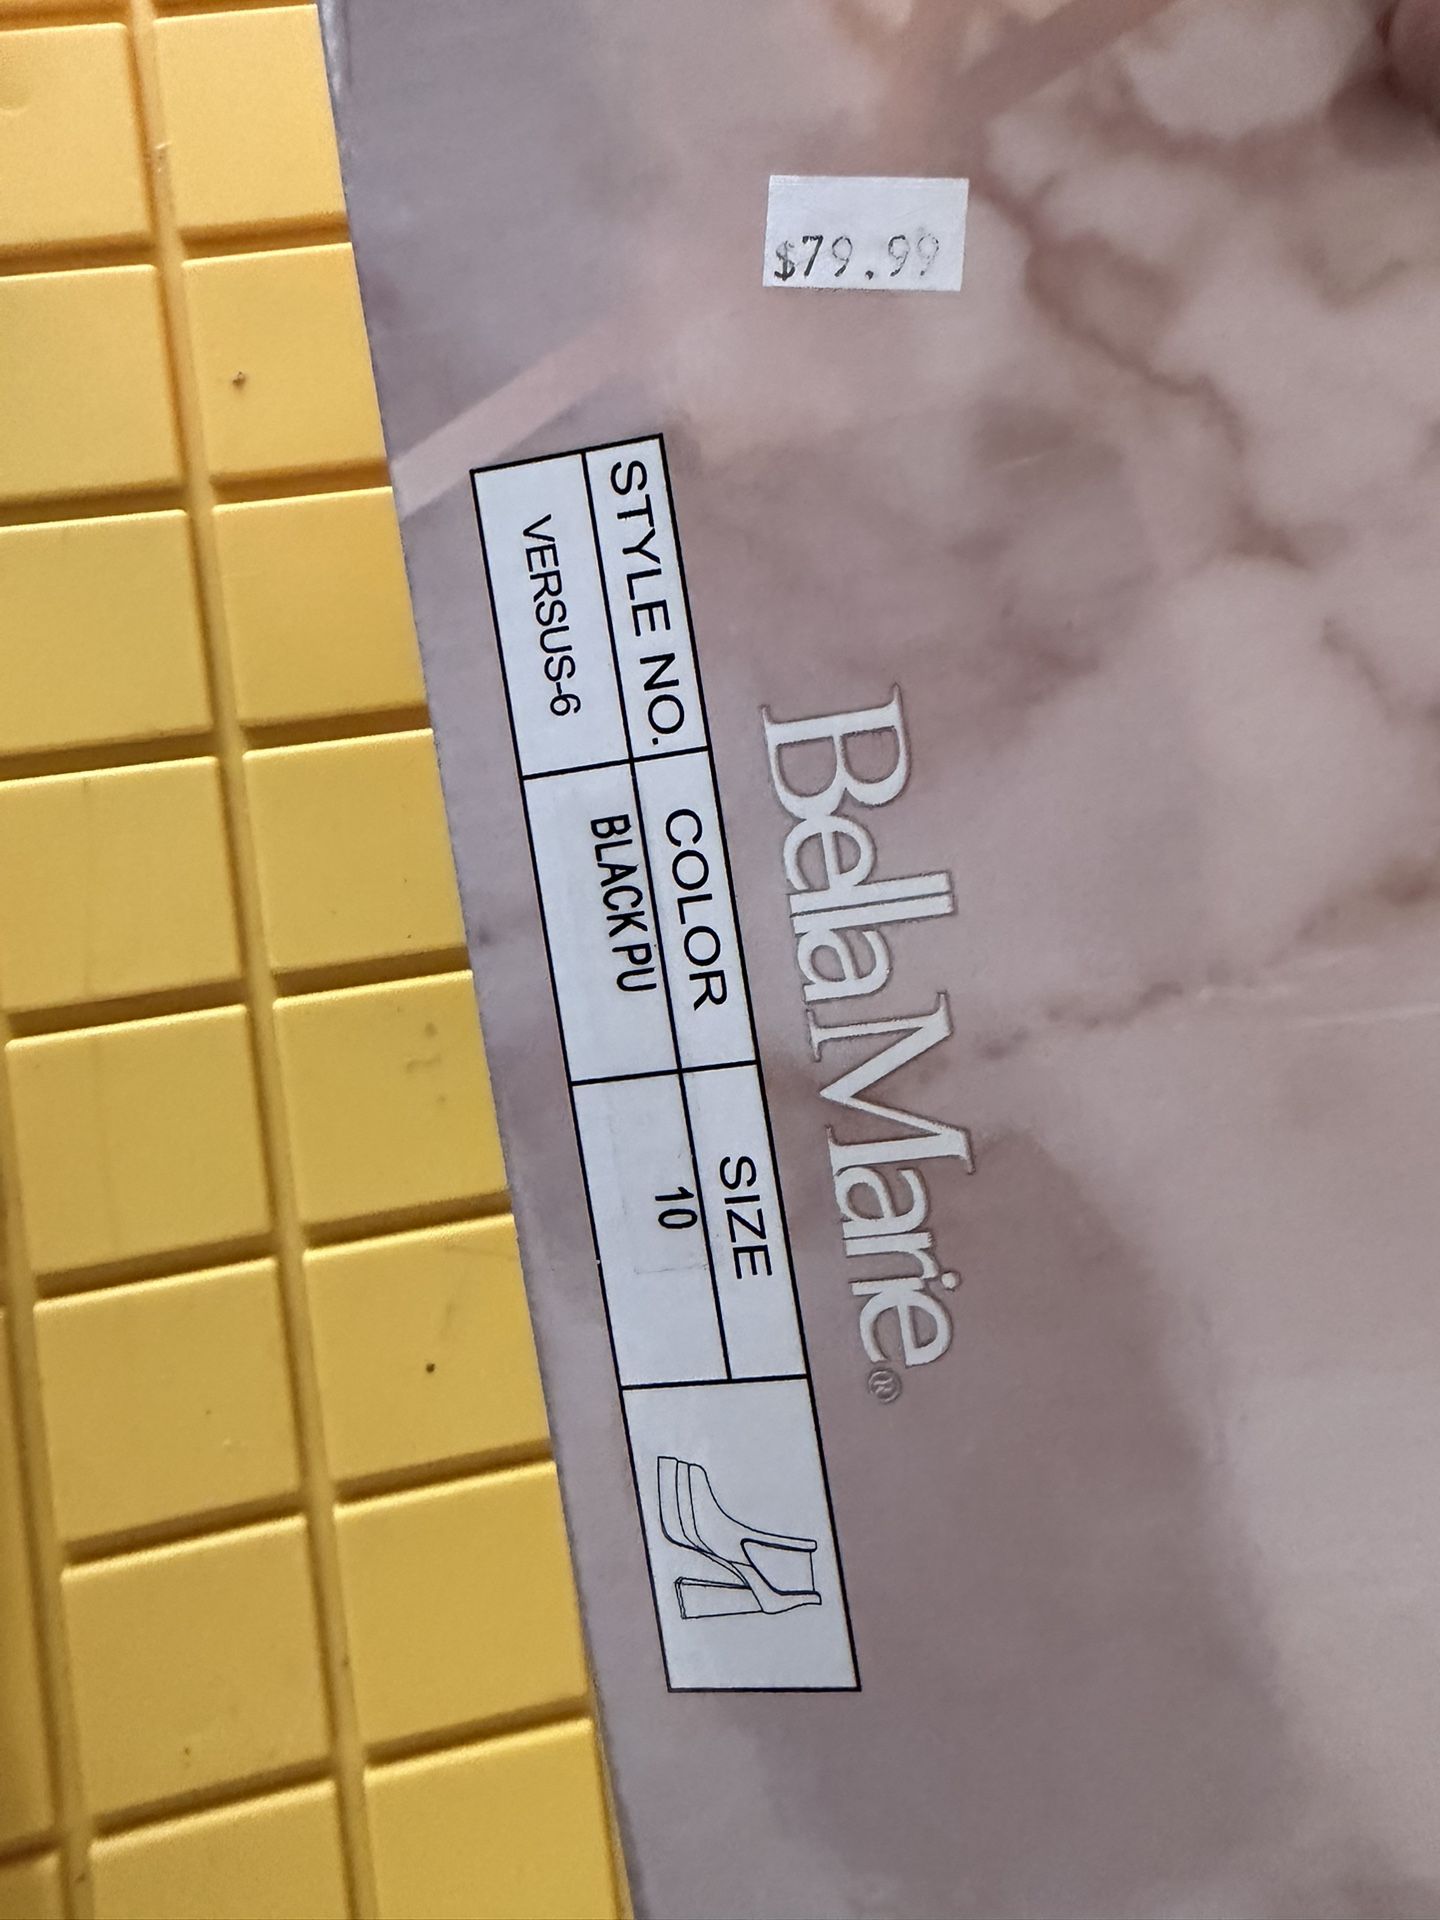 $79.99
BellaMarie®
STYLE NO. COLOR SIZE
VERSUS-6 BLACK PU 10